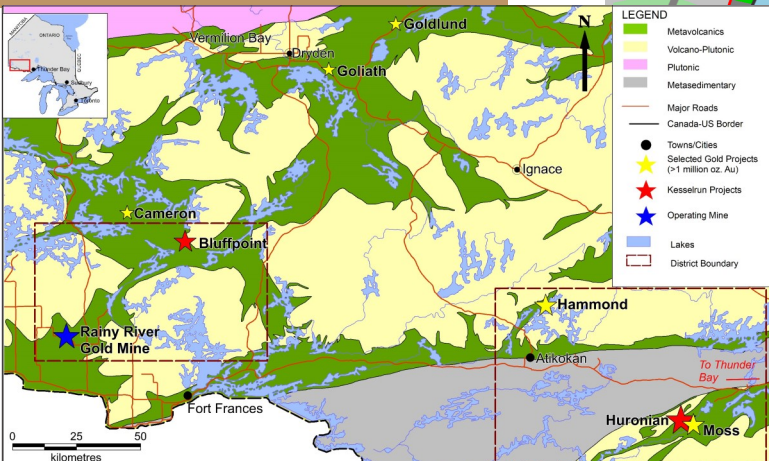 MANITOBA
ONTARIO
QUEBEC
Thunder Bay
Sudbury
Toronto
Vermilion Bay
Dryden
Goldlund
Goliath
N
Ignace
Cameron
Bluffpoint
Rainy River
Gold Mine
Fort Frances
Hammond
Atikokan
To Thunder
Bay
Huronian
Moss
0 25 50
kilometres
LEGEND
Metavolcanics
Volcano-Plutonic
Plutonic
Metasedimentary
Major Roads
Canada-US Border
Towns/Cities
Selected Gold Projects
(>1 million oz. Au)
Kesselrun Projects
Operating Mine
Lakes
District Boundary